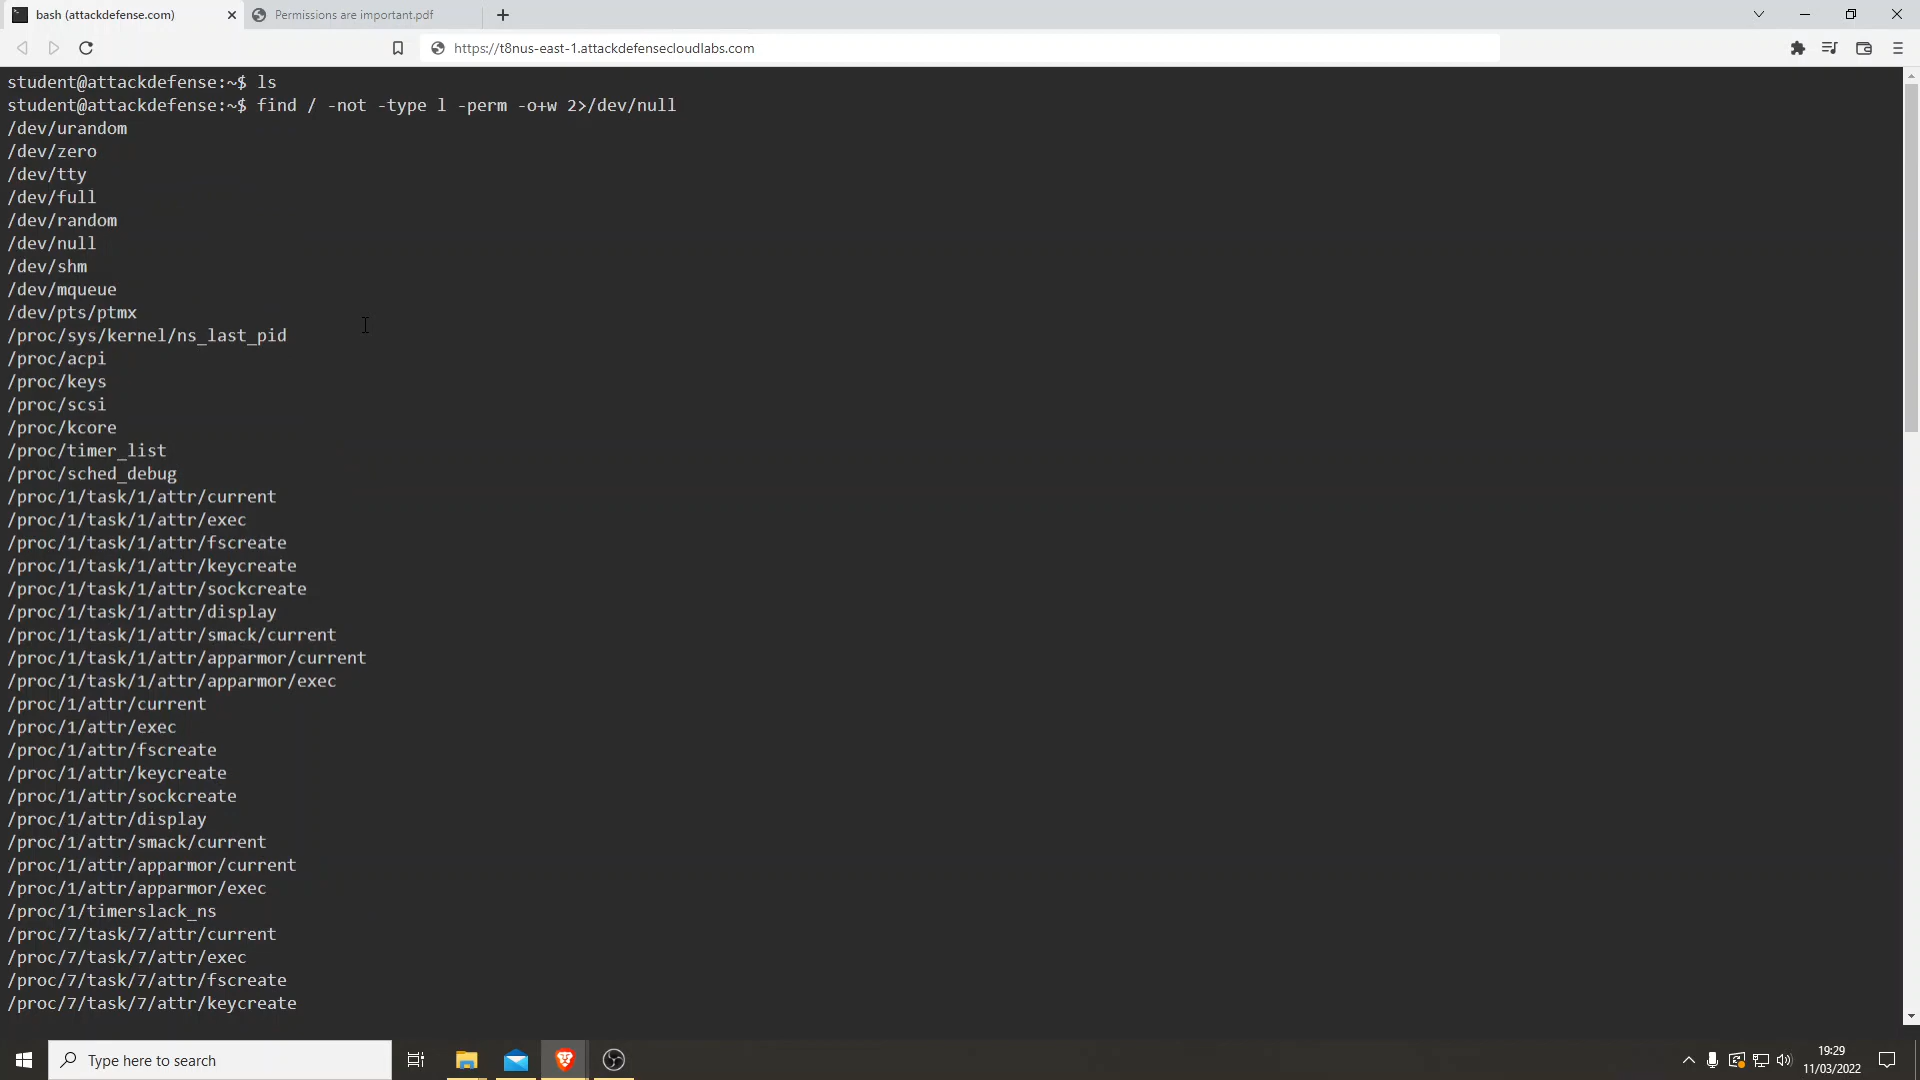 bash (attackdefense.com)
Permissions are important.pdf
https://t8nus-east-1.attackdefensecloudlabs.com
student@attackdefense:~$ ls
student@attackdefense:~$ find / -not -type l -perm -o+w 2>/dev/null
/dev/urandom
/dev/zero
/dev/tty
/dev/full
/dev/random
/dev/null
/dev/shm
/dev/mqueue
/dev/pts/ptmx
/proc/sys/kernel/ns_last_pid
/proc/acpi
/proc/keys
/proc/scsi
/proc/kcore
/proc/timer_list
/proc/sched_debug
/proc/1/task/1/attr/current
/proc/1/task/1/attr/exec
/proc/1/task/1/attr/fscreate
/proc/1/task/1/attr/keycreate
/proc/1/task/1/attr/sockcreate
/proc/1/task/1/attr/display
/proc/1/task/1/attr/smack/current
/proc/1/task/1/attr/apparmor/current
/proc/1/task/1/attr/apparmor/exec
/proc/1/attr/current
/proc/1/attr/exec
/proc/1/attr/fscreate
/proc/1/attr/keycreate
/proc/1/attr/sockcreate
/proc/1/attr/display
/proc/1/attr/smack/current
/proc/1/attr/apparmor/current
/proc/1/attr/apparmor/exec
/proc/1/timerslack_ns
/proc/7/task/7/attr/current
/proc/7/task/7/attr/exec
/proc/7/task/7/attr/fscreate
/proc/7/task/7/attr/keycreate
Type here to search
19:29
11/03/2022